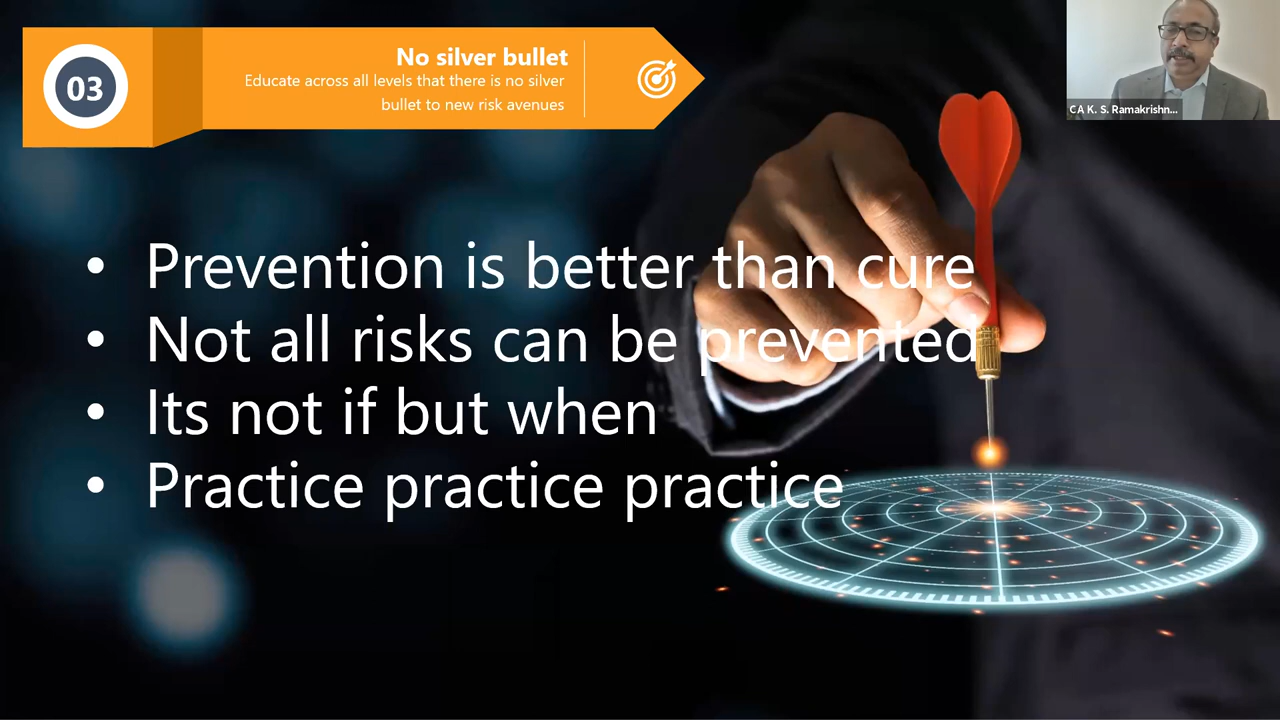 03
No silver bullet
Educate across all levels that there is no silver
bullet to new risk avenues
C A K. S. Ramakrishn...
• Prevention is better than cure
• Not all risks can be prevented
• Its not if but when
• Practice practice practice